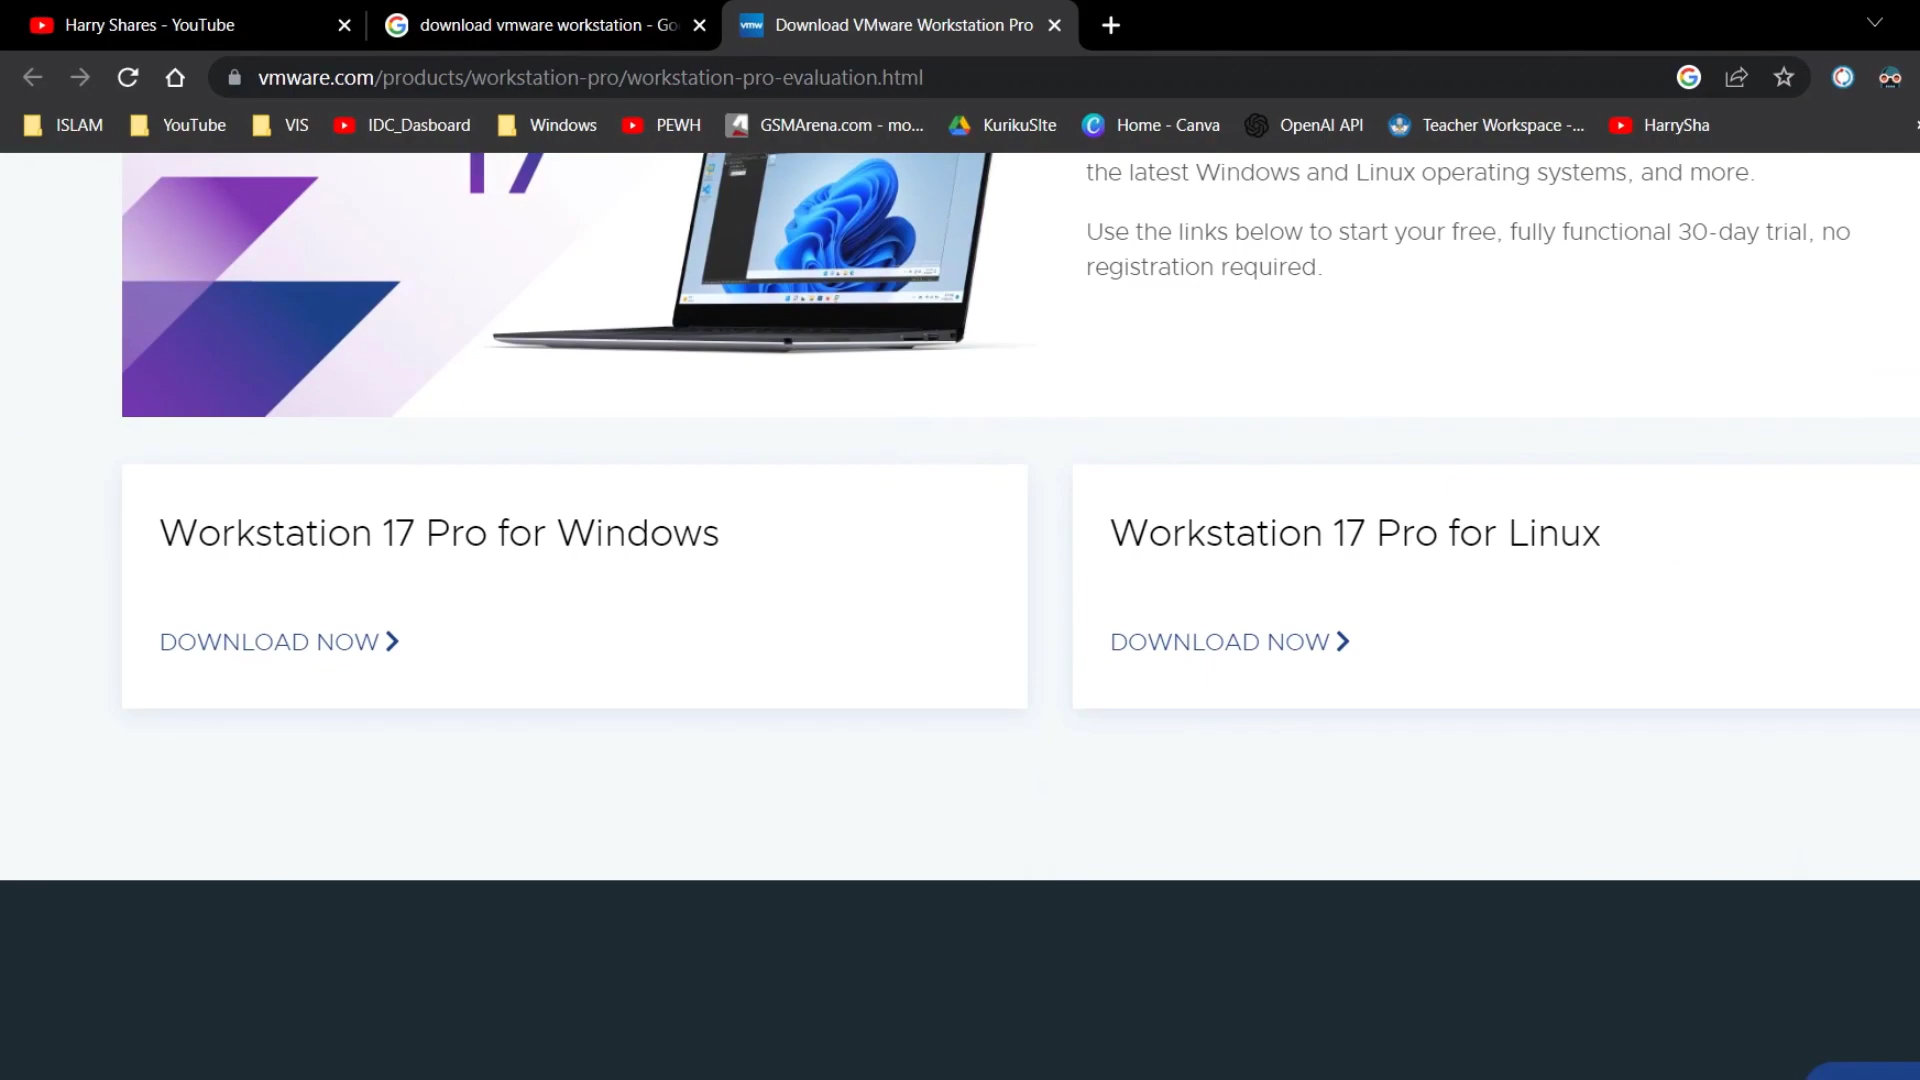 Harry Shares - YouTube
download vmware workstation - Go
vmw
Download VMware Workstation Pro
vmware.com/products/workstation-pro/workstation-pro-evaluation.html
ISLAM
YouTube
VIS
IDC_Dasboard
Windows
PEWH
GSMArena.com - mo...
KurikuSIte
Home - Canva
OpenAI API
Teacher Workspace -...
HarrySha
17
the latest Windows and Linux operating systems, and more.
Use the links below to start your free, fully functional 30-day trial, no
registration required.
Workstation 17 Pro for Windows
Workstation 17 Pro for Linux
DOWNLOAD NOW
DOWNLOAD NOW